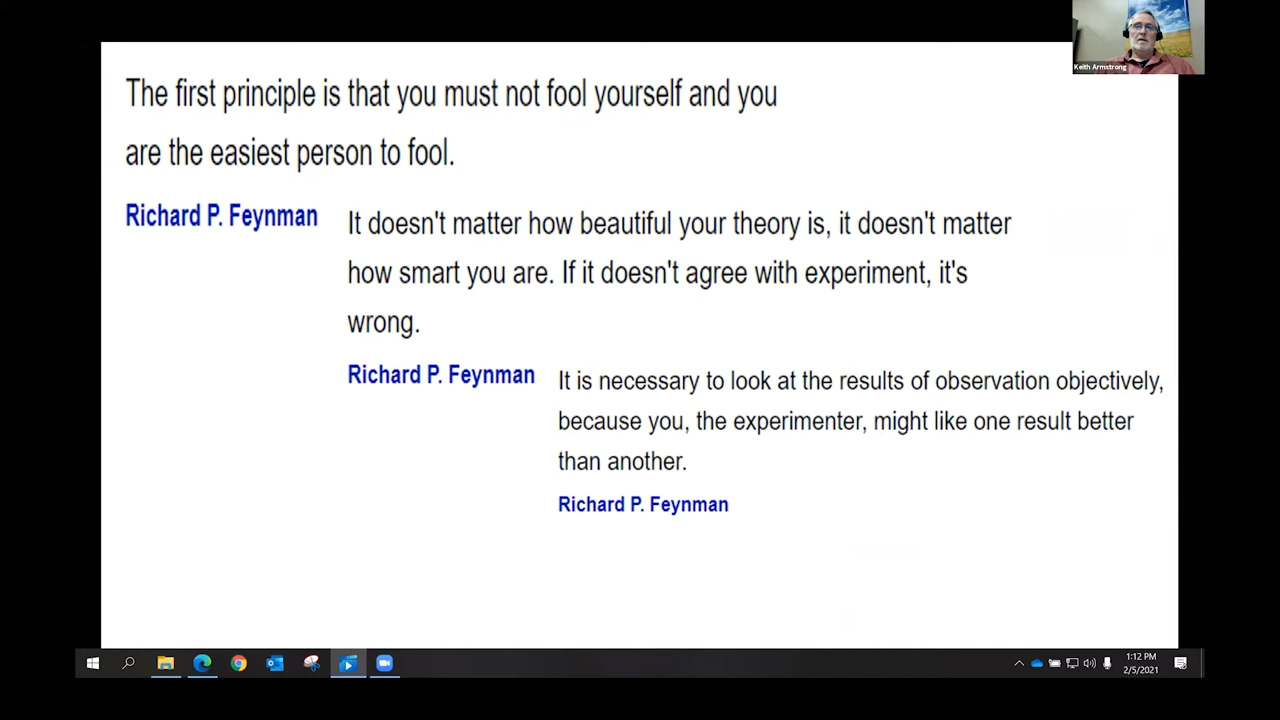 Keith Armstrong
The first principle is that you must not fool yourself and you
are the easiest person to fool.
Richard P. Feynman
It doesn't matter how beautiful your theory is, it doesn't matter
how smart you are. If it doesn't agree with experiment, it's
wrong.
Richard P. Feynman
It is necessary to look at the results of observation objectively,
because you, the experimenter, might like one result better
than another.
Richard P. Feynman
1:12 PM
2/5/2021